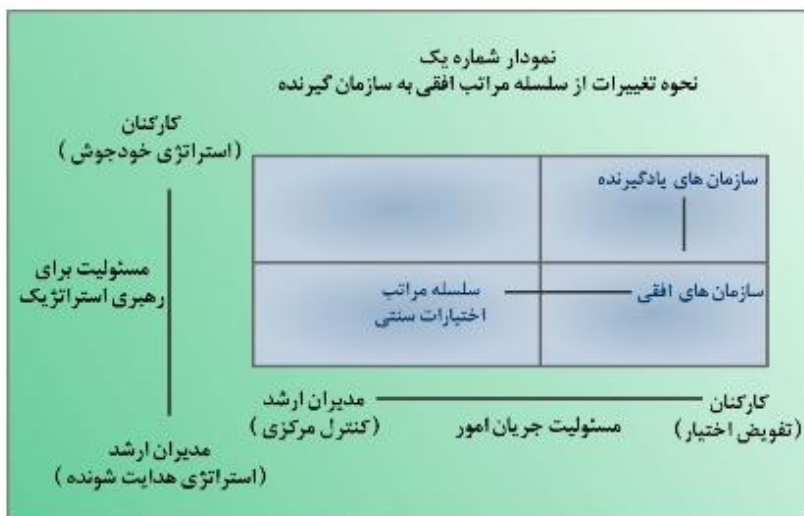 نمودار شماره یک
نحوه تغییرات از سلسله مراتب افقی به سازمان گیرنده
کارکنان
(استراتژی خودجوش)
مسئولیت برای
رهبری استراتژیک
مدیران ارشد
(استراتژی هدایت شونده)
سازمان های یادگیرنده
سازمان های افقی
سلسله مراتب
اختیارات سنتی
کارکنان
(تفویض اختیار)
مسئولیت جریان امور
مدیران ارشد
(کنترل مرکزی)